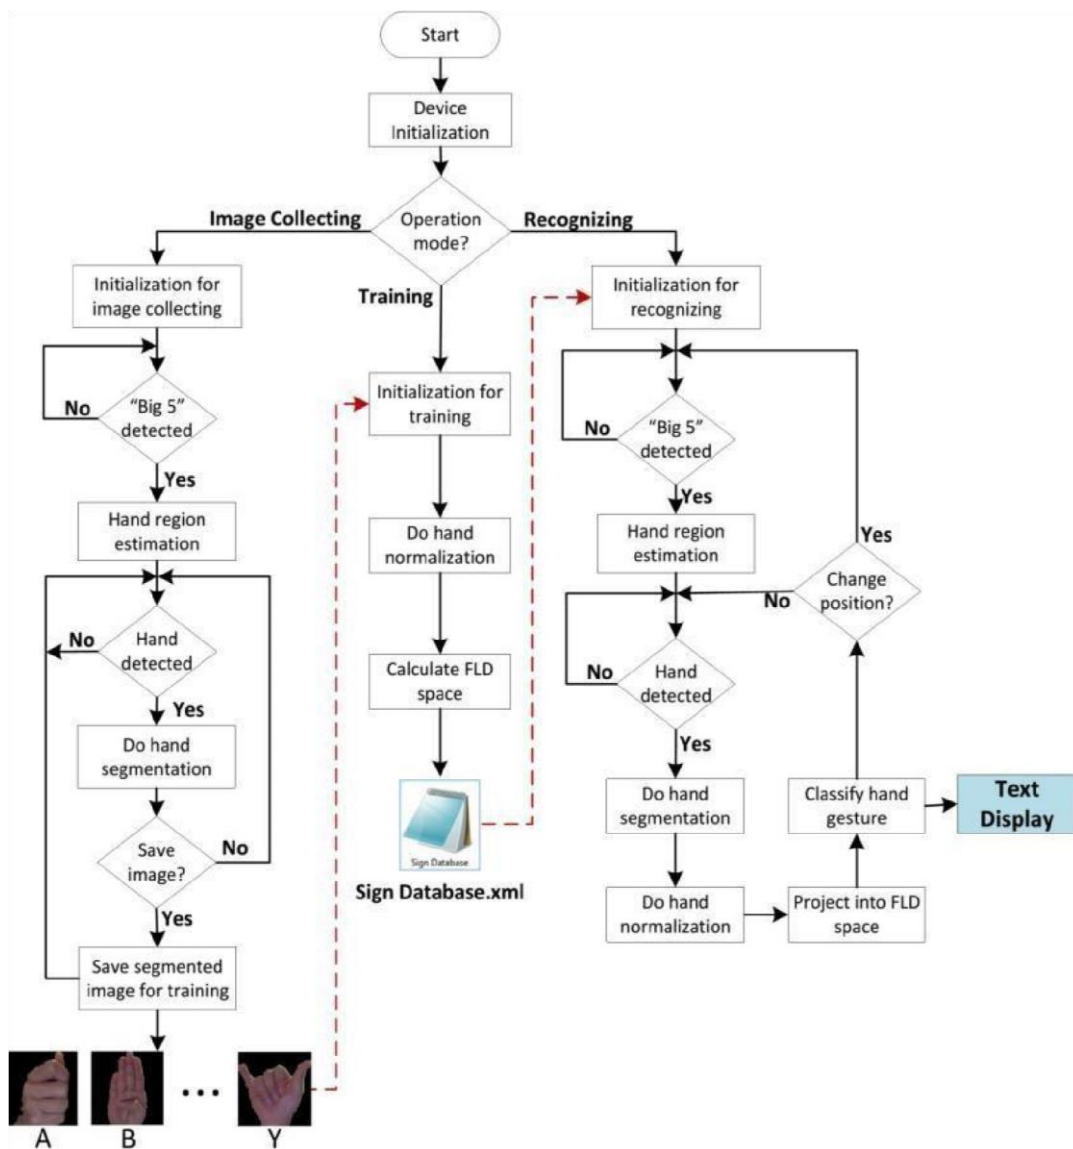 Start
Device
Initialization
Operation
mode?
Image Collecting
Recognizing
Training
Initialization for
image collecting
"Big 5"
detected
No
Yes
Hand region
estimation
Hand
detected
No
Yes
Do hand
segmentation
Save
image?
No
Yes
Save segmented
image for training
A
B
...
Y
Initialization for
training
Do hand
normalization
Calculate FLD
space
Sign Database
Sign Database.xml
Initialization for
recognizing
"Big 5"
detected
No
Yes
Hand region
estimation
Hand
detected
No
Yes
Do hand
segmentation
Do hand
normalization
Project into FLD
space
Classify hand
gesture
Text
Display
Change
position?
No
Yes